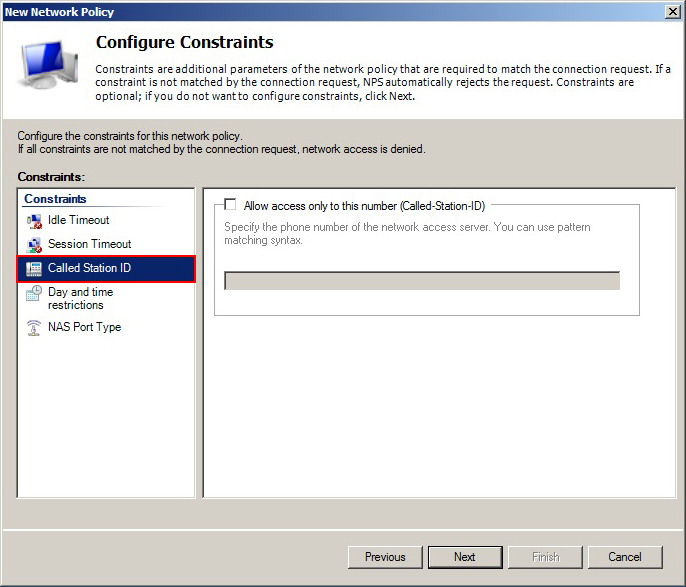 New Network Policy
Configure Constraints
Constraints are additional parameters of the network policy that are required to match the connection request. If a
constraint is not matched by the connection request, NPS automatically rejects the request. Constraints are
optional; if you do not want to configure constraints, click Next.
Configure the constraints for this network policy.
If all constraints are not matched by the connection request, network access is denied.
Constraints:
Constraints
Idle Timeout
Session Timeout
Called Station ID
Day and time
restrictions
NAS Port Type
Allow access only to this number (Called-Station-ID)
Specify the phone number of the network access server. You can use pattern
matching syntax.
Previous
Next
Finish
Cancel